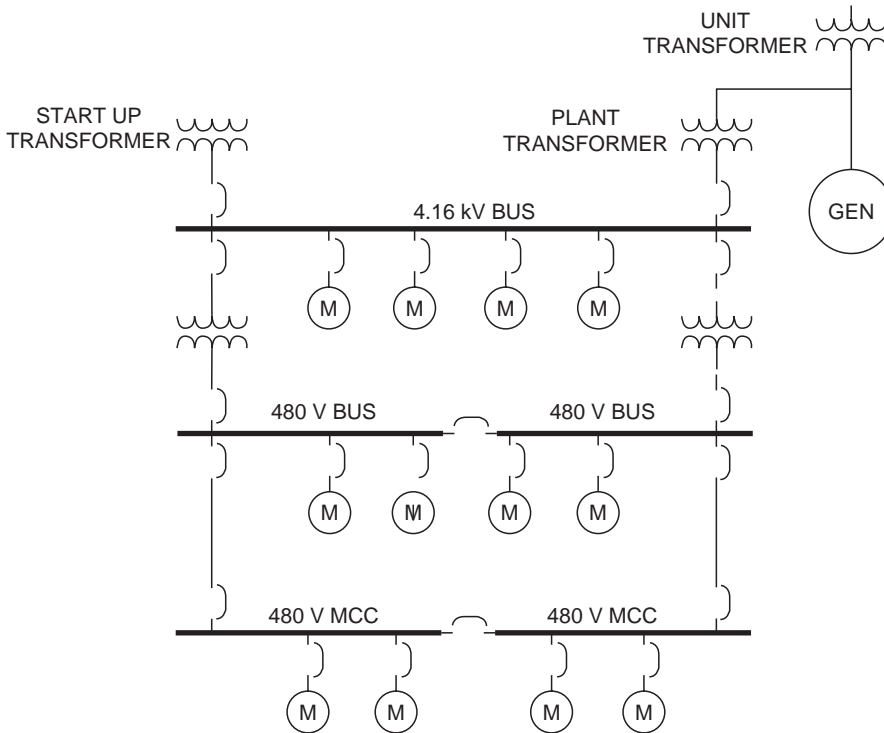 UNIT
TRANSFORMER
START UP
TRANSFORMER
PLANT
TRANSFORMER
GEN
4.16 kV BUS
M
M
M
M
480 V BUS
480 V BUS
M
M
M
M
480 V MCC
480 V MCC
M
M
M
M